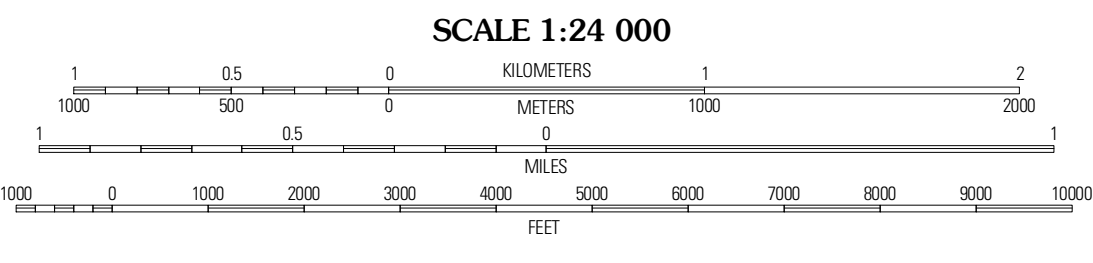 SCALE 1:24 000
1 0.5 0 KILOMETERS 1 2
1000 500 0 METERS 1000 2000
1 0.5 0 1
MILES
1000 0 1000 2000 3000 4000 5000 6000 7000 8000 9000 10000
FEET